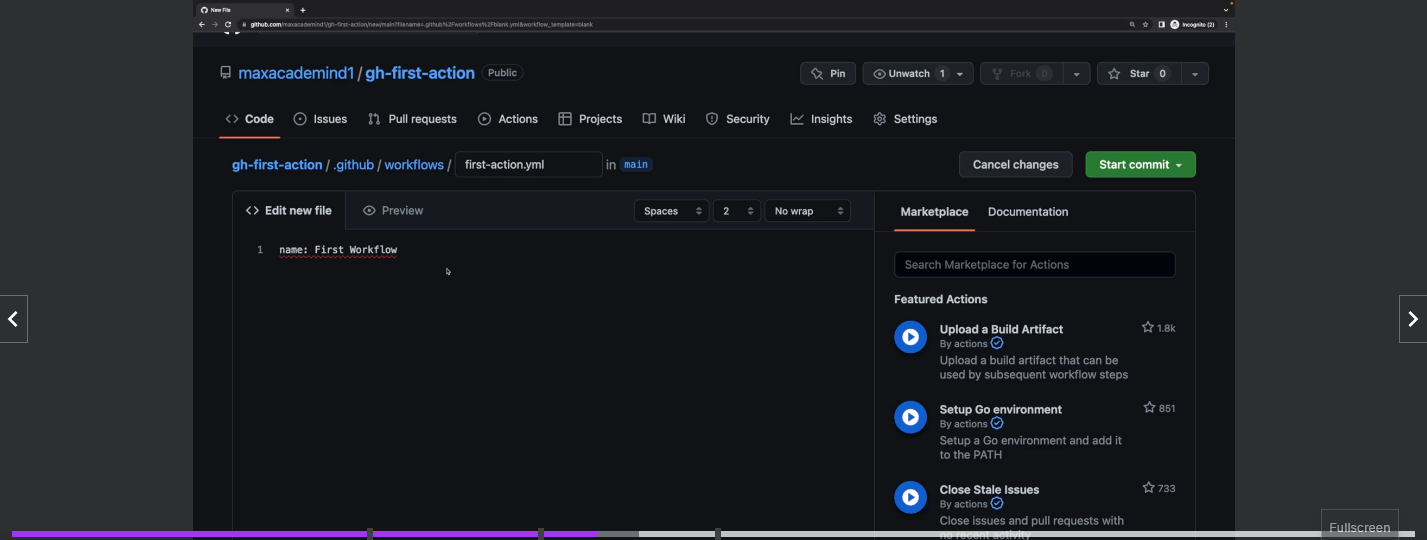 New File
github.com/maxacademind1/gh-first-action/new/main?filename=.github%2Fworkflows%2Fblank.yml&workflow_template=blank
Incognito (2)
maxacademind1 / gh-first-action Public
Pin
Unwatch 1
Fork 0
Star 0
Code Issues Pull requests Actions Projects Wiki Security Insights Settings
gh-first-action / .github / workflows / first-action.yml in main
Cancel changes
Start commit
Edit new file Preview
Spaces 2 No wrap
1 name: First Workflow
Marketplace Documentation
Search Marketplace for Actions
Featured Actions
Upload a Build Artifact 1.8k
By actions
Upload a build artifact that can be
used by subsequent workflow steps
Setup Go environment 851
By actions
Setup a Go environment and add it
to the PATH
Close Stale Issues 733
By actions
Close issues and pull requests with
no recent activity
Fullscreen